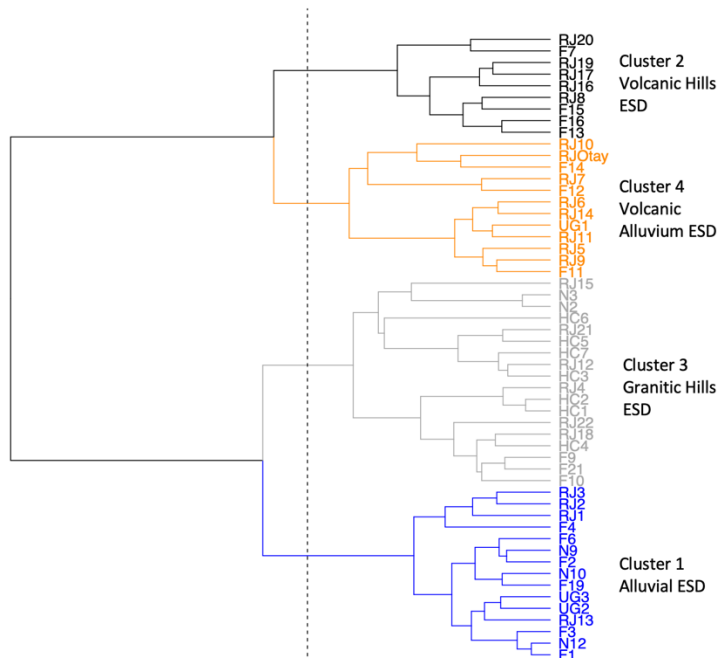 RJ20
F7
RJ19
RJ17
RJ16
RJ8
F15
F16
F13
Cluster 2
Volcanic Hills
ESD
RJ10
RJOtay
F14
RJ7
F12
RJ6
RJ14
UG1
RJ11
RJ5
RJ9
F11
Cluster 4
Volcanic
Alluvium ESD
RJ15
N3
N2
HC6
RJ21
HC5
HC7
RJ12
HC3
RJ4
HC2
HC1
RJ22
RJ18
HC4
F9
F21
F10
Cluster 3
Granitic Hills
ESD
RJ3
RJ2
RJ1
F4
F6
N9
F2
N10
F19
UG3
UG2
RJ13
F3
N12
F1
Cluster 1
Alluvial ESD